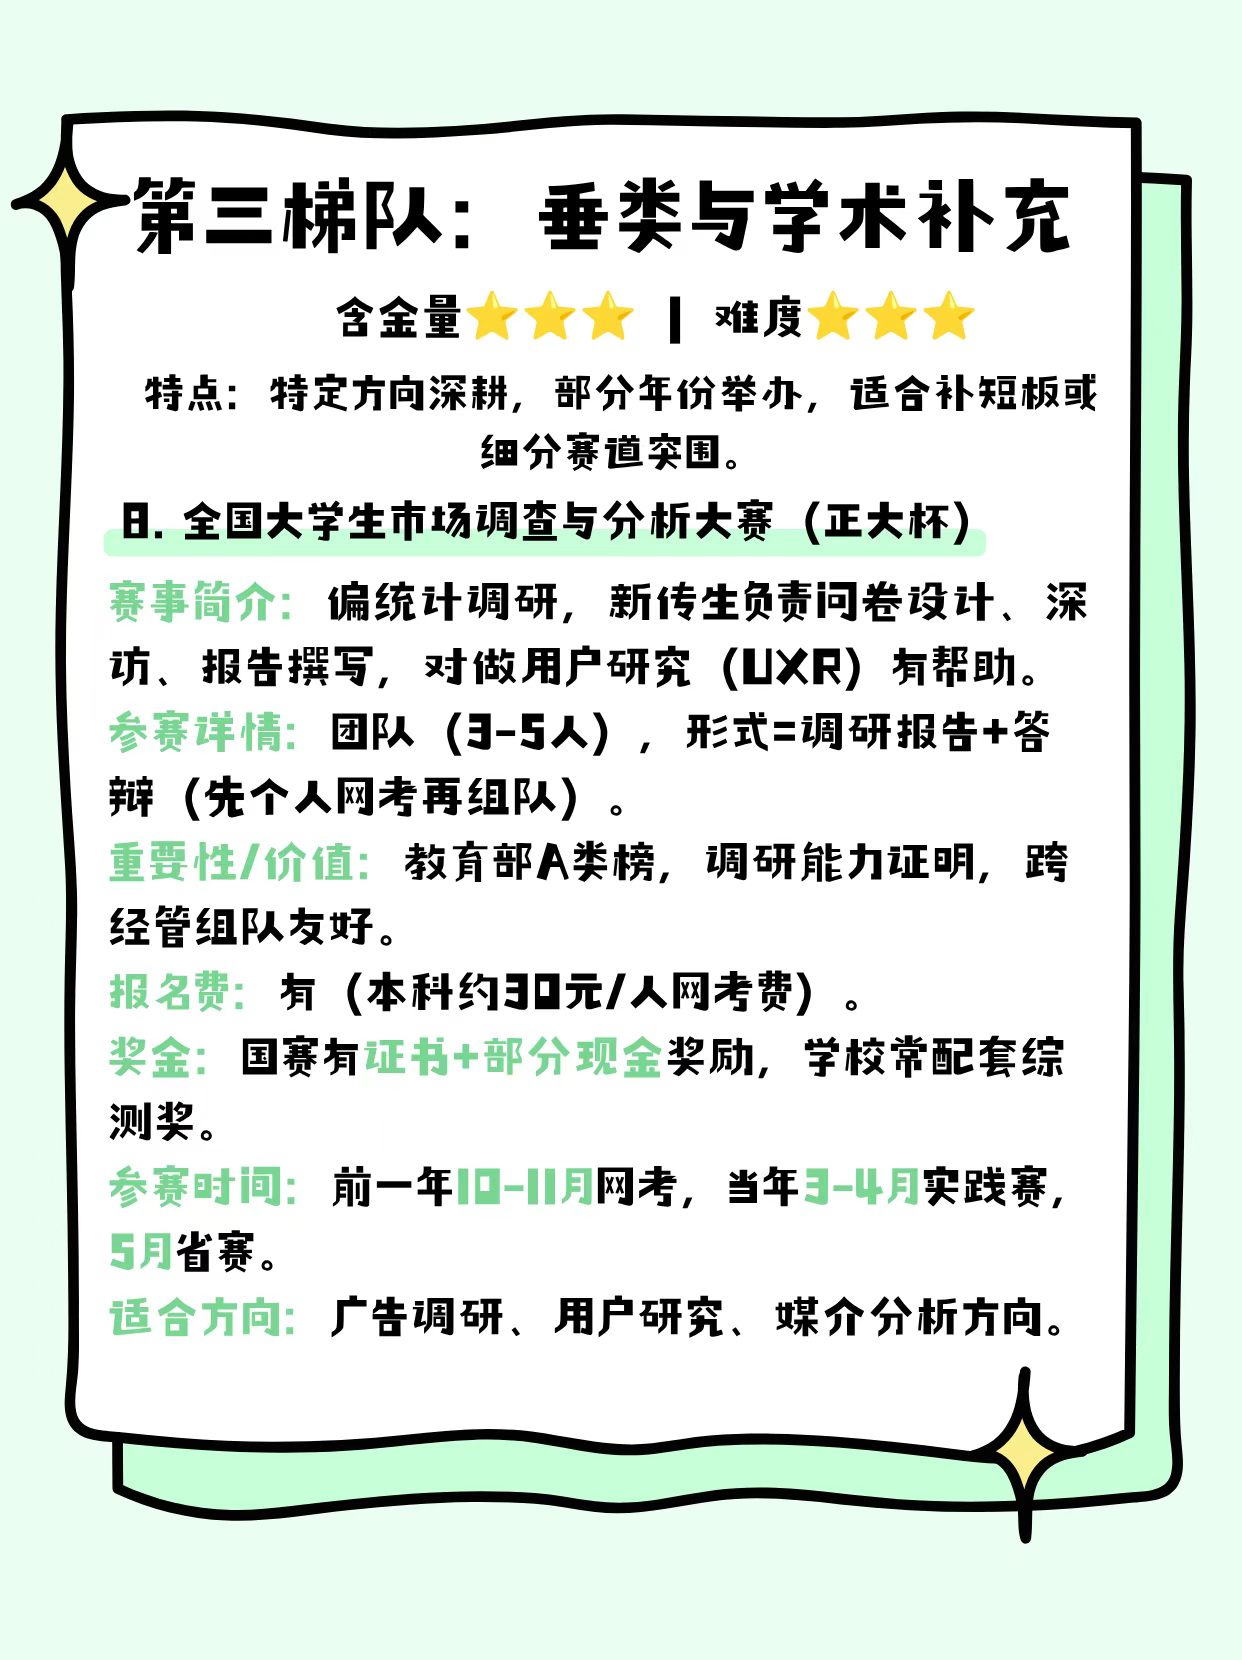 第三梯队：垂类与学术补充
含金量⭐⭐⭐ | 难度⭐⭐⭐
特点：特定方向深耕，部分年份举办，适合补短板或
细分赛道突围。
8. 全国大学生市场调查与分析大赛（正大杯）
赛事简介：偏统计调研，新传生负责问卷设计、深
访、报告撰写，对做用户研究（UXR）有帮助。
参赛详情：团队（3-5人），形式=调研报告+答
辩（先个人网考再组队）。
重要性/价值：教育部A类榜，调研能力证明，跨
经管组队友好。
报名费：有（本科约30元/人网考费）。
奖金：国赛有证书+部分现金奖励，学校常配套综
测奖。
参赛时间：前一年10-11月网考，当年3-4月实践赛，
5月省赛。
适合方向：广告调研、用户研究、媒介分析方向。